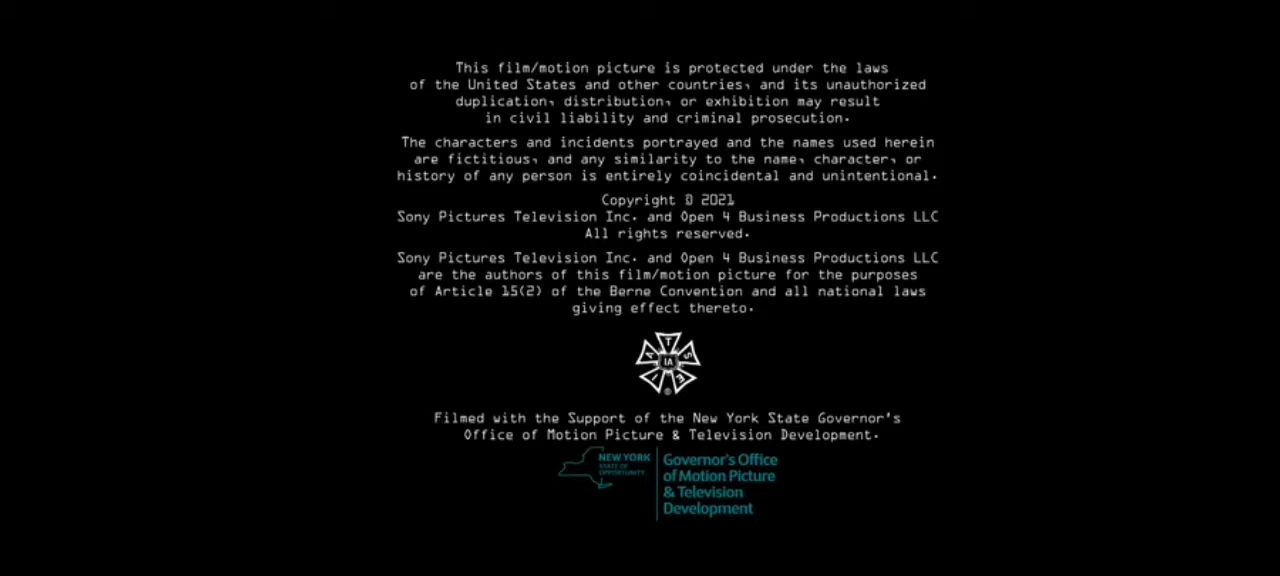 This film/motion picture is protected under the laws
of the United States and other countries, and its unauthorized
duplication, distribution, or exhibition may result
in civil liability and criminal prosecution.
The characters and incidents portrayed and the names used herein
are fictitious, and any similarity to the name, character, or
history of any person is entirely coincidental and unintentional.
Copyright © 2021
Sony Pictures Television Inc. and Open 4 Business Productions LLC
All rights reserved.
Sony Pictures Television Inc. and Open 4 Business Productions LLC
are the authors of this film/motion picture for the purposes
of Article 15(2) of the Berne Convention and all national laws
giving effect thereto.
I A T S E
IA
®
Filmed with the Support of the New York State Governor's
Office of Motion Picture & Television Development.
NEW YORK
STATE OF
OPPORTUNITY.
Governor's Office
of Motion Picture
& Television
Development